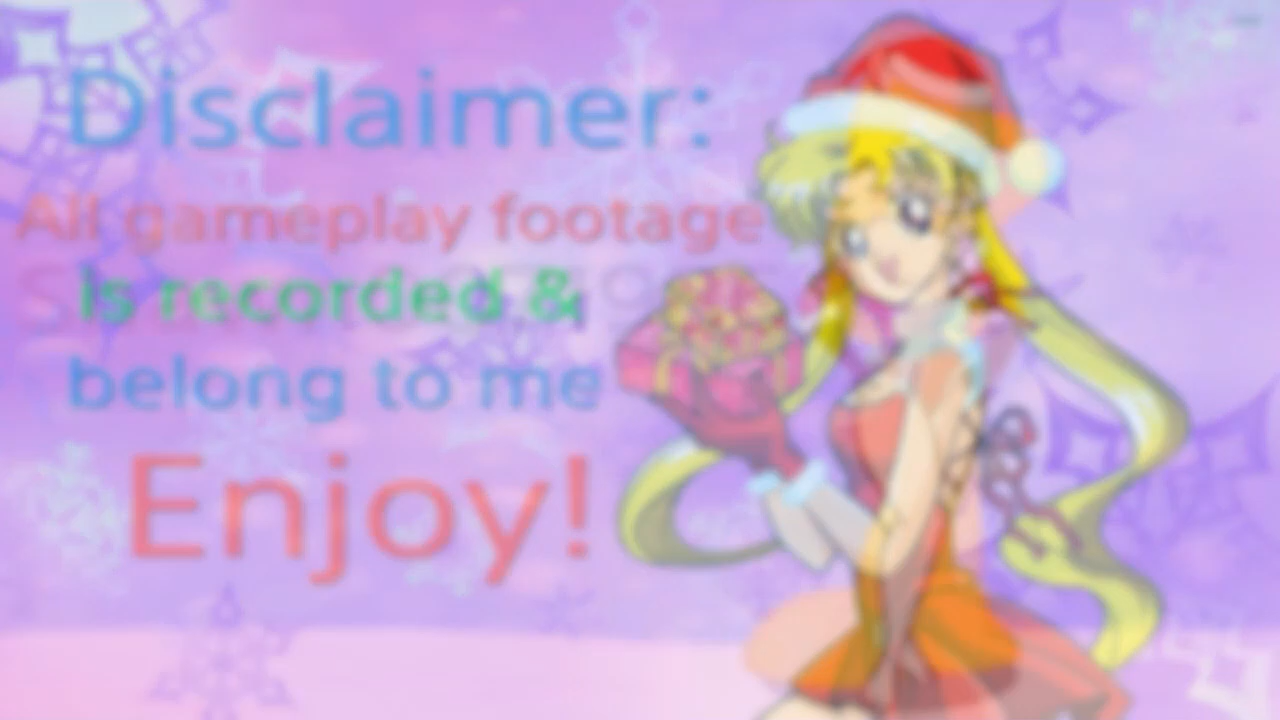 Disclaimer:
All gameplay footage
is recorded &
belong to me
Enjoy!